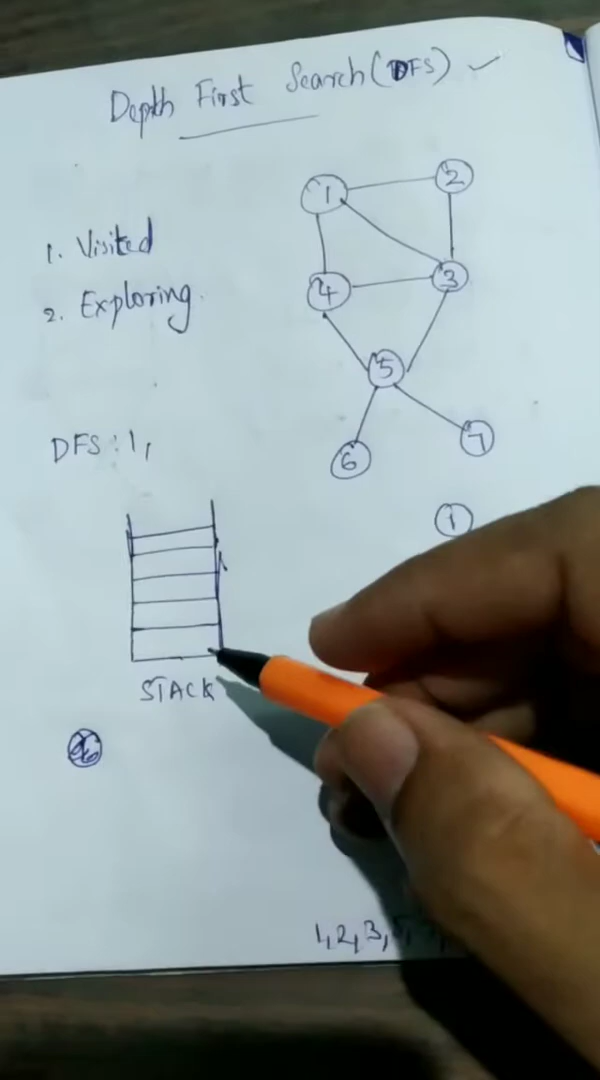 Depth First Search (DFS) ✓
1 2
1. Visited
2. Exploring.
4 3
5
DFS : 1,
6 7
1
STACK
1, 2, 3, 5,